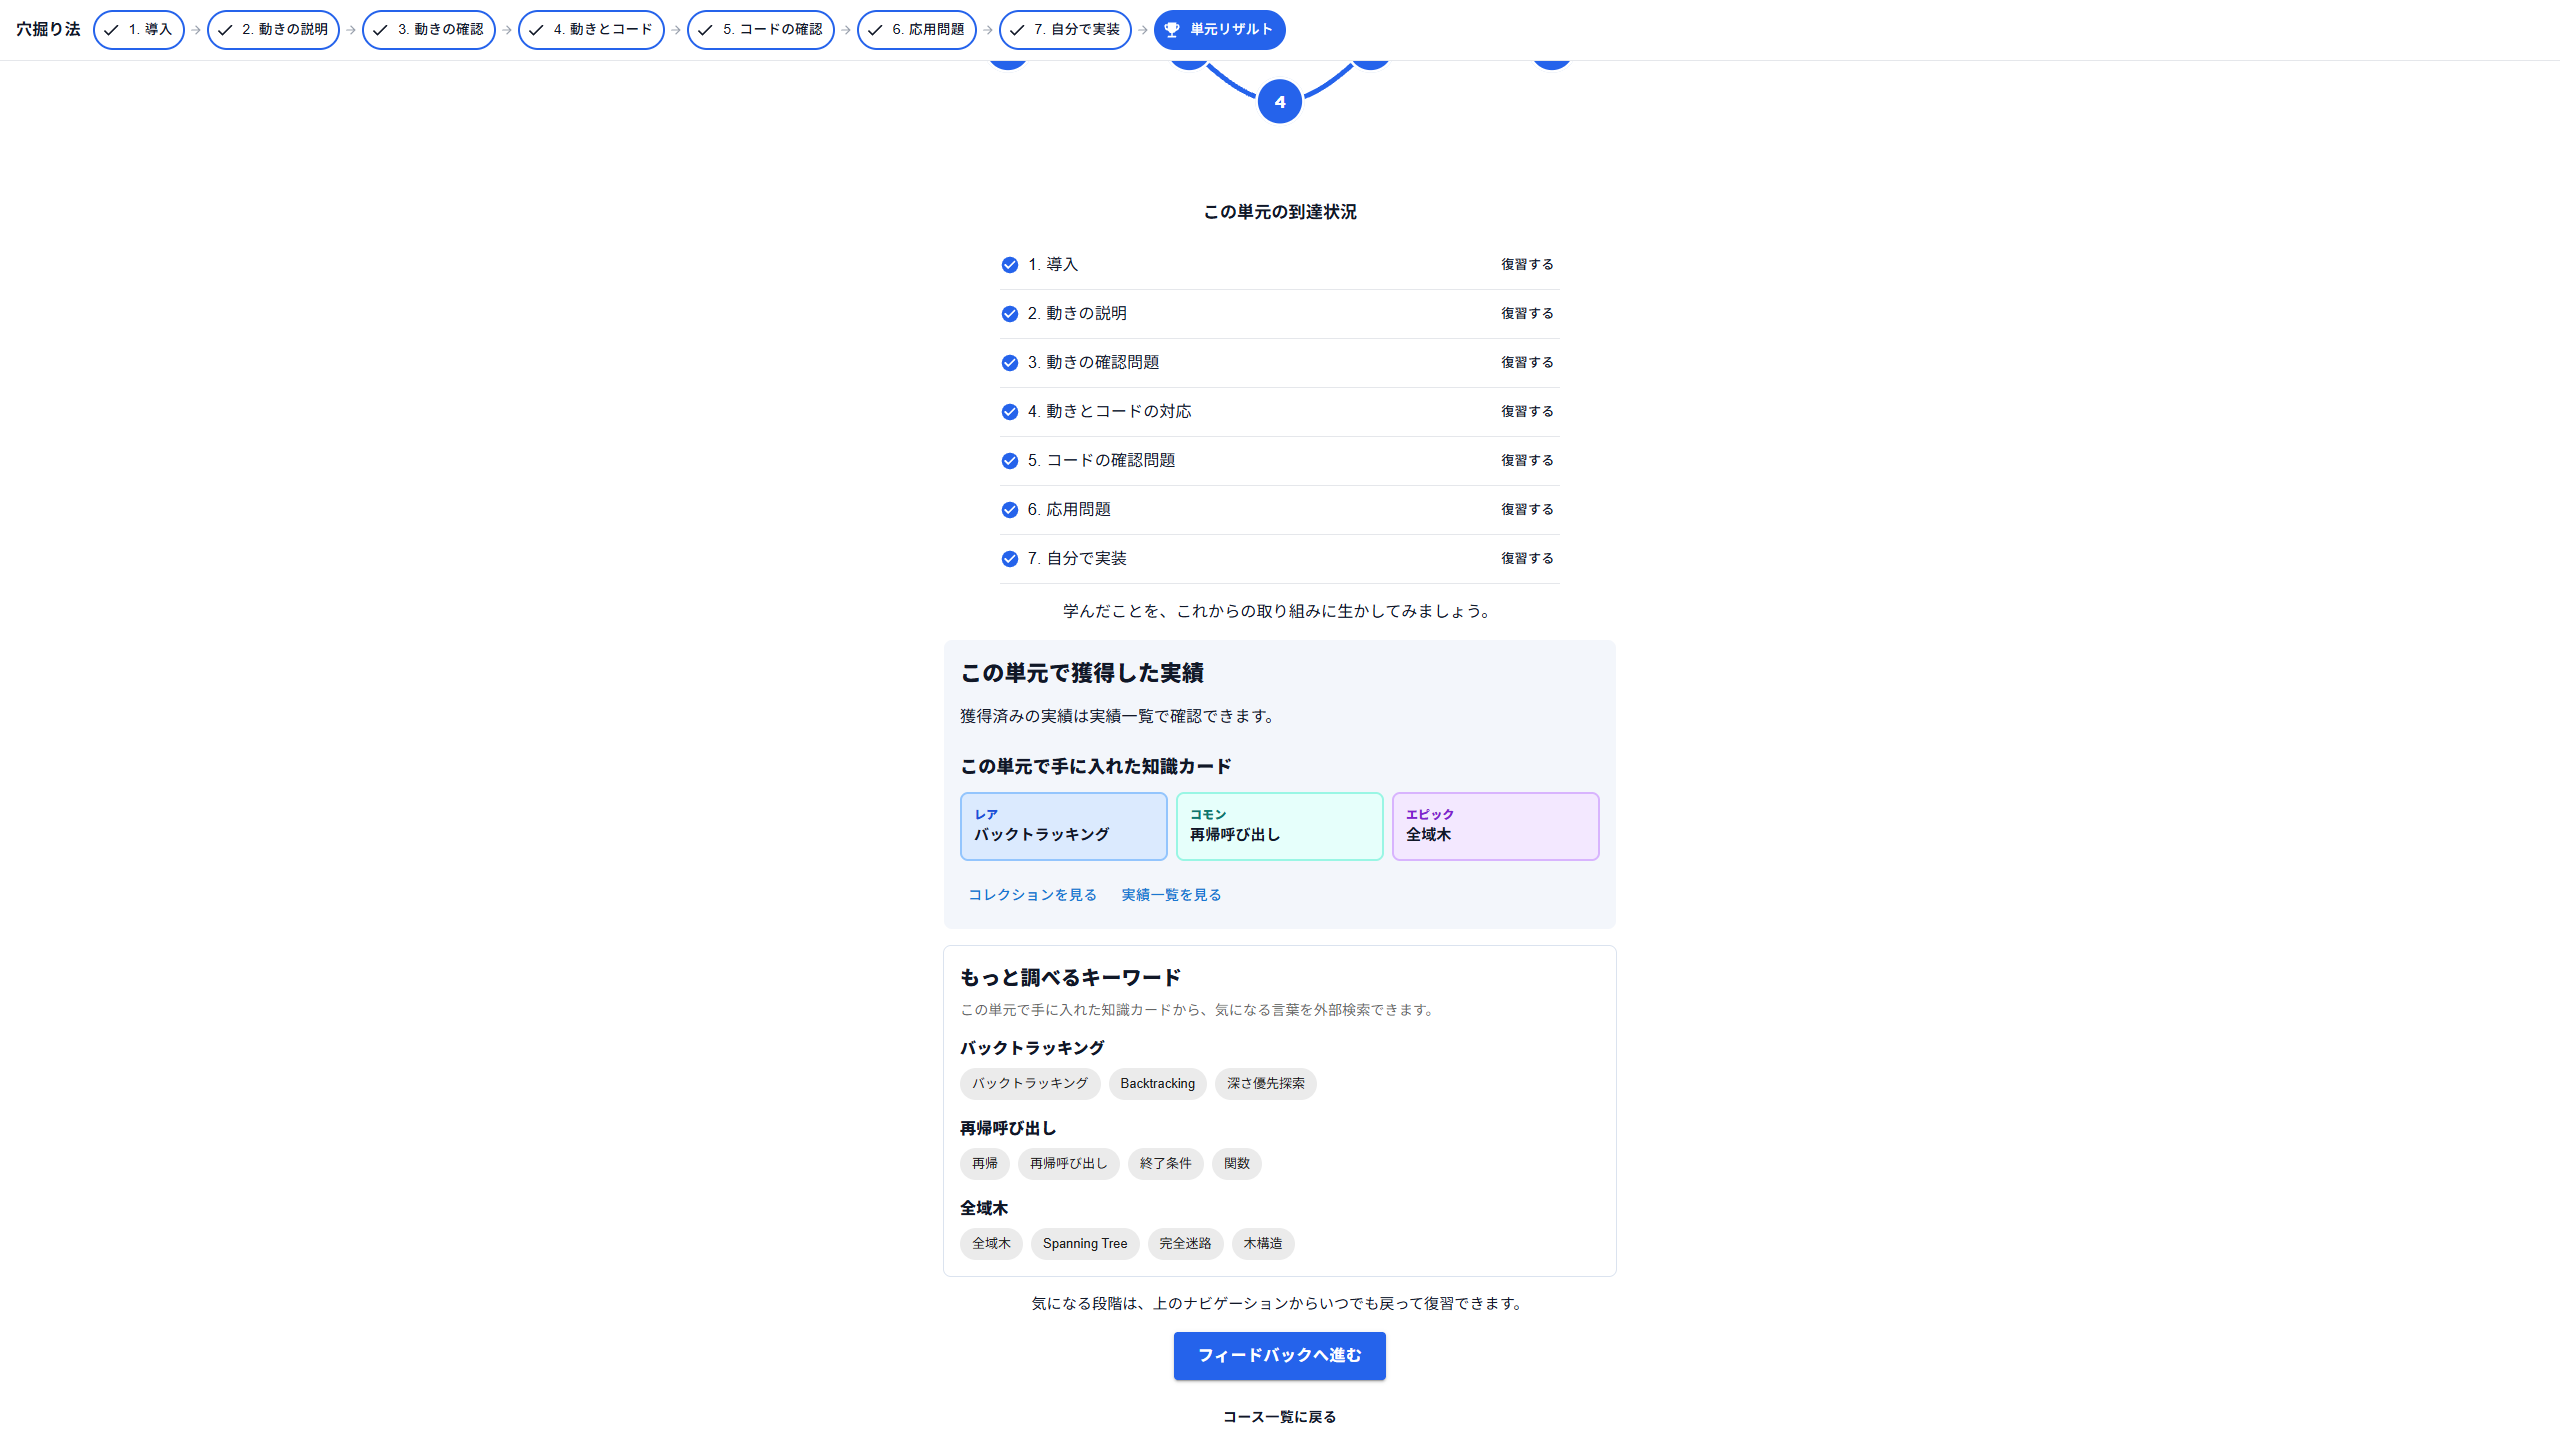 穴掘り法 1. 導入 2. 動きの説明 3. 動きの確認 4. 動きとコード 5. コードの確認 6. 応用問題 7. 自分で実装 単元リザルト
4
この単元の到達状況
1. 導入 復習する
2. 動きの説明 復習する
3. 動きの確認問題 復習する
4. 動きとコードの対応 復習する
5. コードの確認問題 復習する
6. 応用問題 復習する
7. 自分で実装 復習する
学んだことを、これからの取り組みに生かしてみましょう。
この単元で獲得した実績
獲得済みの実績は実績一覧で確認できます。
この単元で手に入れた知識カード
レア
バックトラッキング
コモン
再帰呼び出し
エピック
全域木
コレクションを見る 実績一覧を見る
もっと調べるキーワード
この単元で手に入れた知識カードから、気になる言葉を外部検索できます。
バックトラッキング
バックトラッキング Backtracking 深さ優先探索
再帰呼び出し
再帰 再帰呼び出し 終了条件 関数
全域木
全域木 Spanning Tree 完全迷路 木構造
気になる段階は、上のナビゲーションからいつでも戻って復習できます。
フィードバックへ進む
コース一覧に戻る